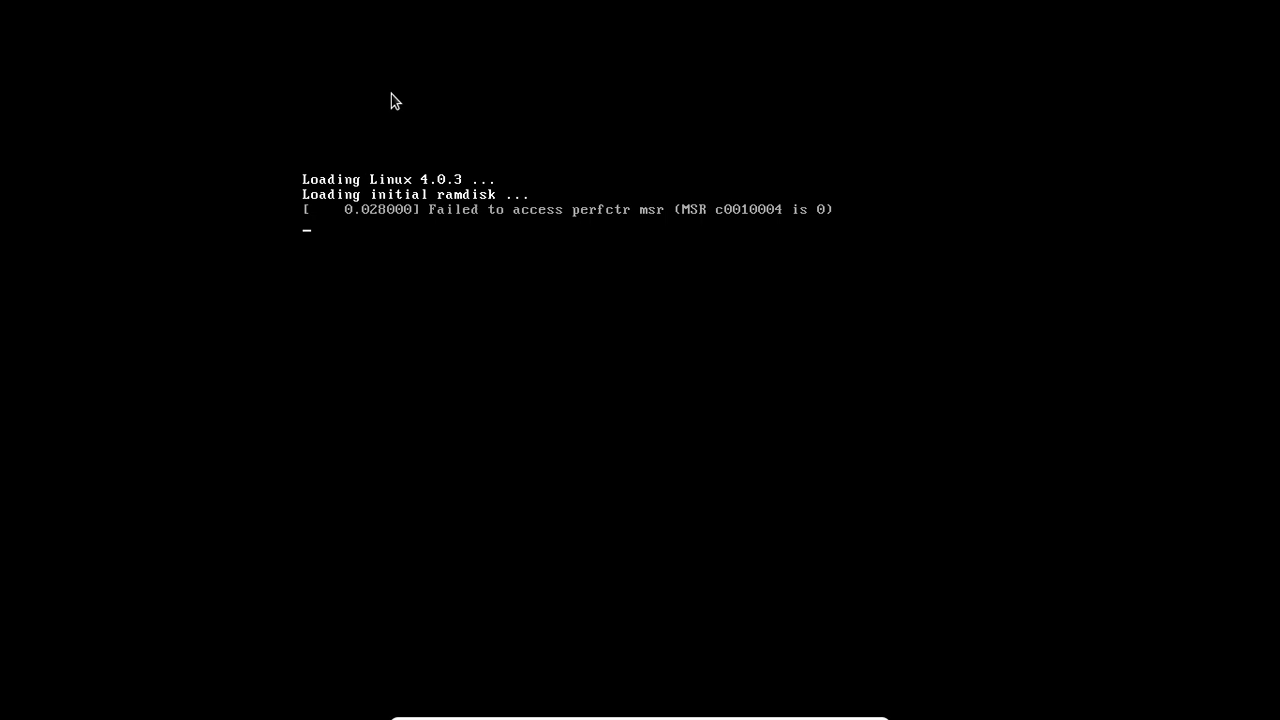 Loading Linux 4.0.3 ...
Loading initial ramdisk ...
[    0.028000] Failed to access perfctr msr (MSR c0010004 is 0)